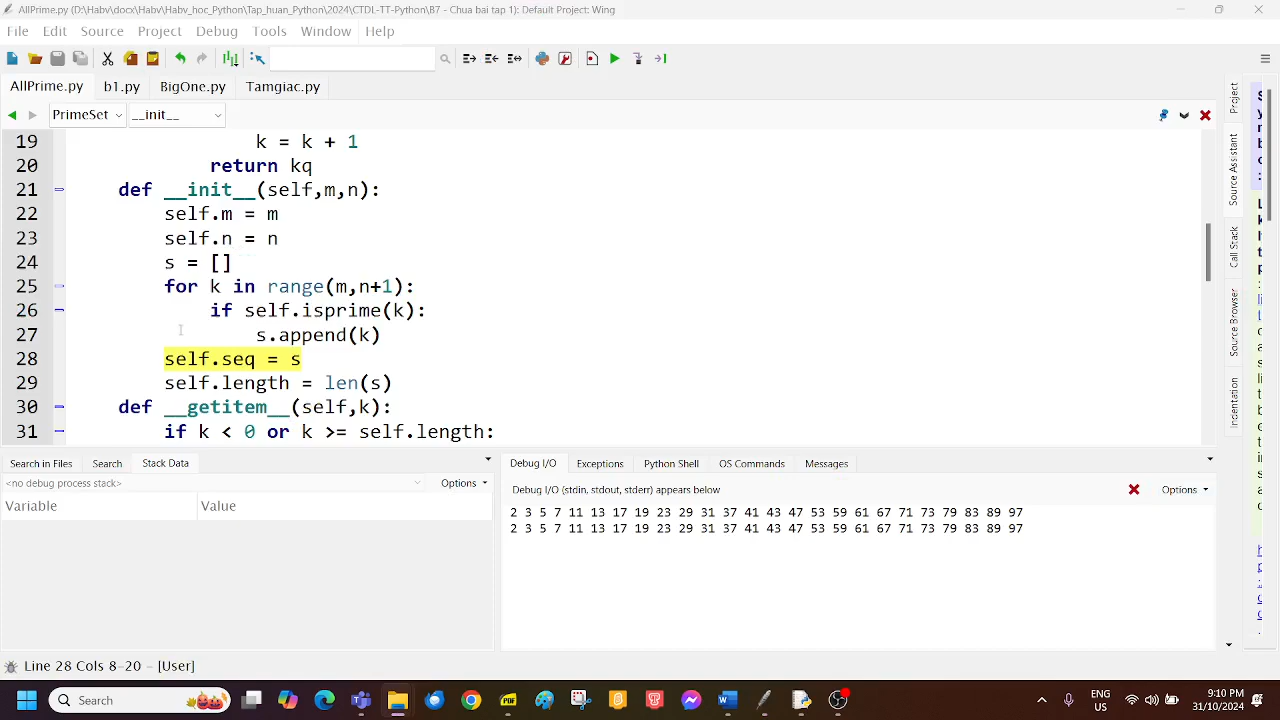 AllPrime.py (D:\Habv\docx\Habv\Habv_hoc_Python\Tap_huan_Python\2024\CTDL-TT-Python\B7 - Chua bai tap 1): Default Project: Wing
File Edit Source Project Debug Tools Window Help
AllPrime.py b1.py BigOne.py Tamgiac.py
PrimeSet __init__
19 k = k + 1
20 return kq
21 def __init__(self,m,n):
22 self.m = m
23 self.n = n
24 s = []
25 for k in range(m,n+1):
26 if self.isprime(k):
27 s.append(k)
28 self.seq = s
29 self.length = len(s)
30 def __getitem__(self,k):
31 if k < 0 or k >= self.length:
Project
Source Assistant
Call Stack
Source Browser
Indentation
Search in Files Search Stack Data
<no debug process stack> Options
Variable Value
Debug I/O Exceptions Python Shell OS Commands Messages
Debug I/O (stdin, stdout, stderr) appears below Options
2 3 5 7 11 13 17 19 23 29 31 37 41 43 47 53 59 61 67 71 73 79 83 89 97
2 3 5 7 11 13 17 19 23 29 31 37 41 43 47 53 59 61 67 71 73 79 83 89 97
Line 28 Cols 8-20 - [User]
Search
PDF
ENG
US
9:10 PM
31/10/2024